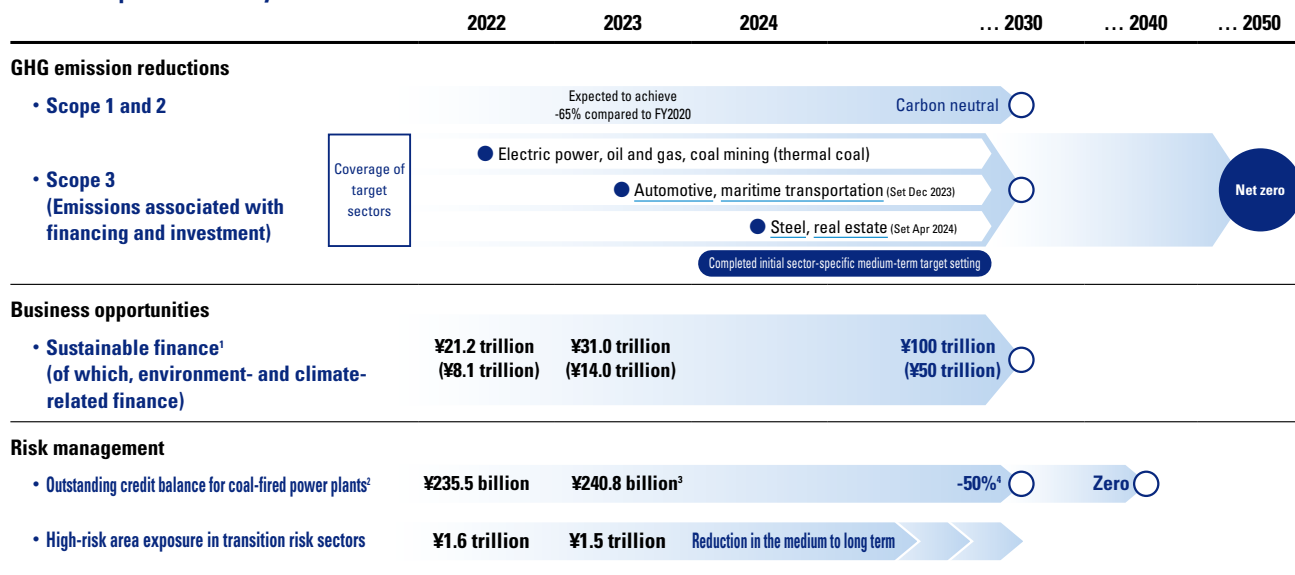 2022 2023 2024 ... 2030 ... 2040 ... 2050
GHG emission reductions
• Scope 1 and 2
Expected to achieve
-65% compared to FY2020
Carbon neutral
• Scope 3
(Emissions associated with
financing and investment)
Coverage of
target
sectors
Electric power, oil and gas, coal mining (thermal coal)
Automotive, maritime transportation (Set Dec 2023)
Steel, real estate (Set Apr 2024)
Completed initial sector-specific medium-term target setting
Net zero
Business opportunities
• Sustainable finance¹
(of which, environment- and climate-
related finance)
¥21.2 trillion
(¥8.1 trillion)
¥31.0 trillion
(¥14.0 trillion)
¥100 trillion
(¥50 trillion)
Risk management
• Outstanding credit balance for coal-fired power plants² ¥235.5 billion ¥240.8 billion³ -50%⁴ Zero
• High-risk area exposure in transition risk sectors ¥1.6 trillion ¥1.5 trillion Reduction in the medium to long term